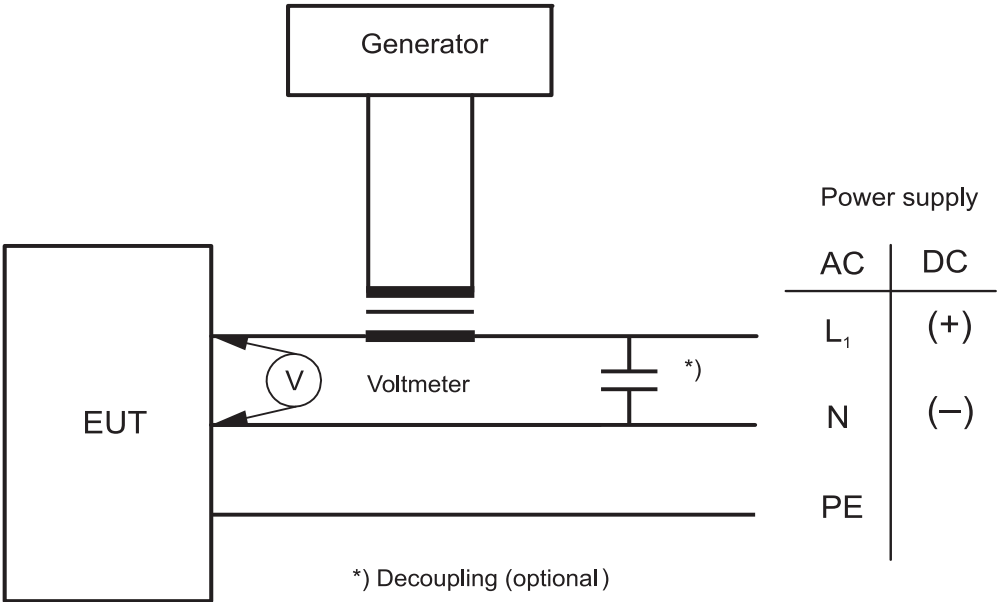 Generator
Power supply
AC DC
L₁ (+)
*)
V Voltmeter
N (–)
EUT
PE
*) Decoupling (optional)